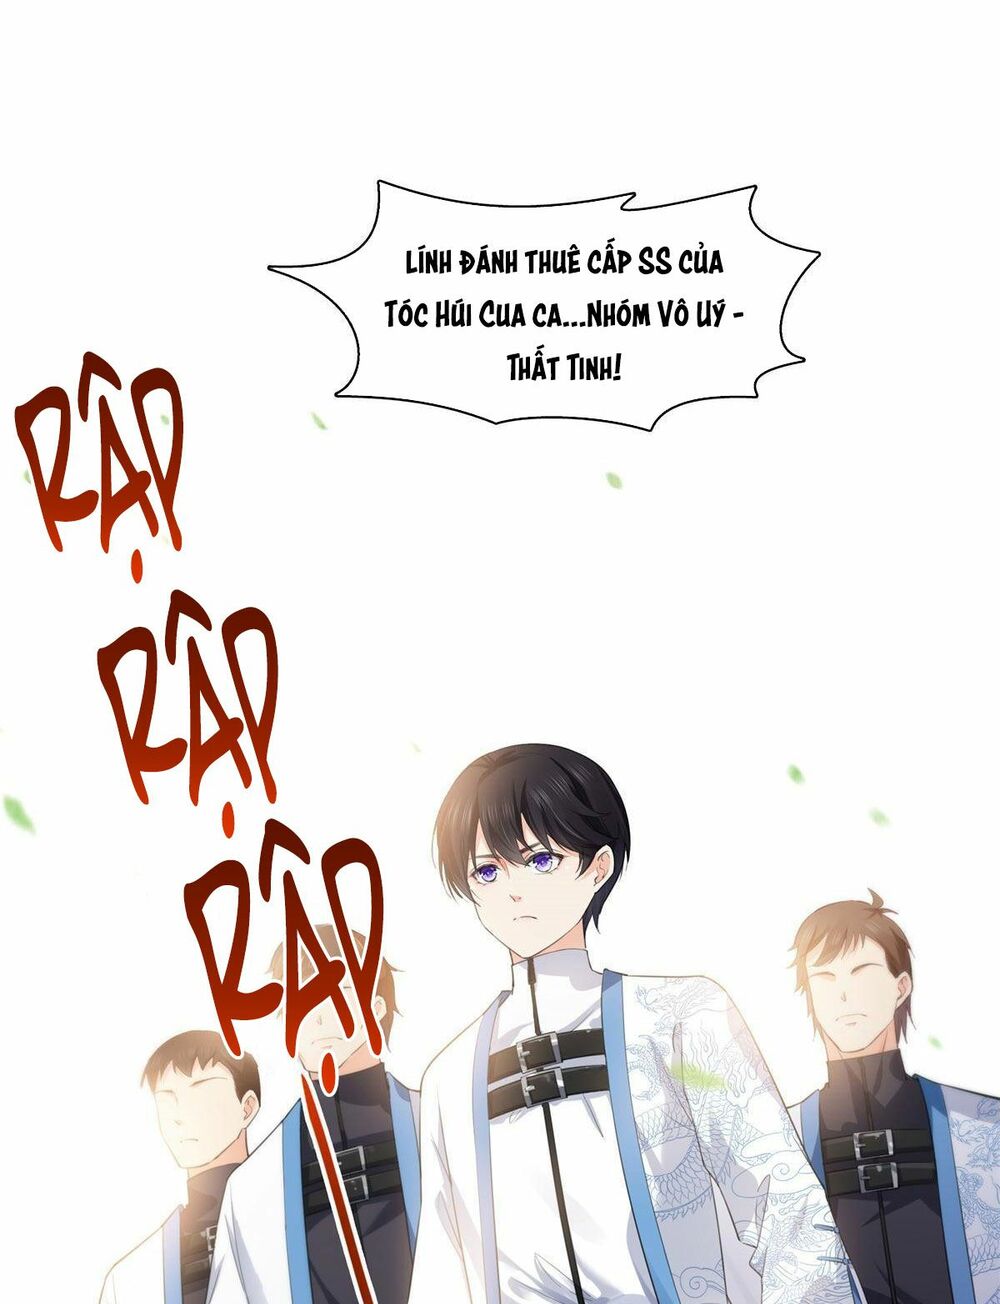 LÍNH ĐÁNH THUÊ CẤP SS CỦA
TÓC HÚI CUA CA...NHÓM VÔ UÝ -
THẤT TINH!
RẬP
RẬP
RẬP